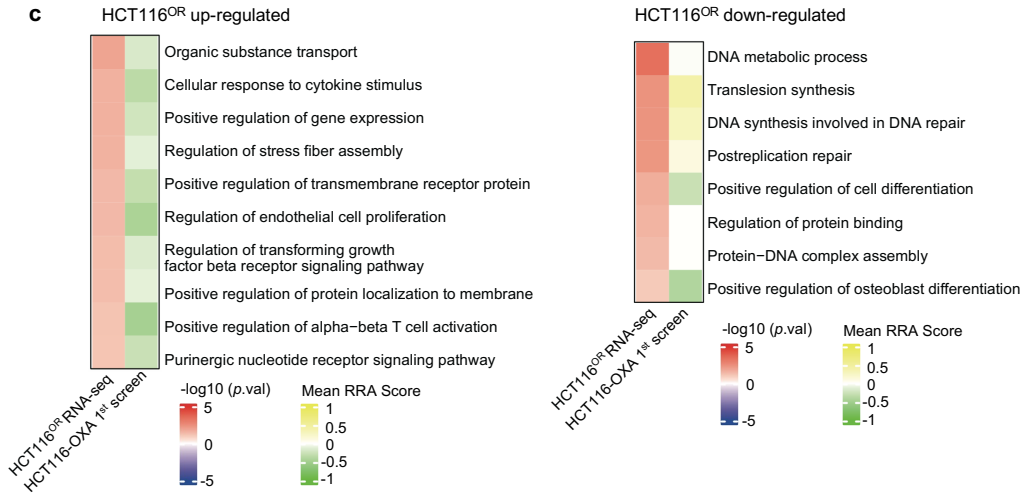 c
HCT116OR up-regulated
Organic substance transport
Cellular response to cytokine stimulus
Positive regulation of gene expression
Regulation of stress fiber assembly
Positive regulation of transmembrane receptor protein
Regulation of endothelial cell proliferation
Regulation of transforming growth
factor beta receptor signaling pathway
Positive regulation of protein localization to membrane
Positive regulation of alpha−beta T cell activation
Purinergic nucleotide receptor signaling pathway
HCT116OR RNA-seq
HCT116-OXA 1st screen
-log10 (p.val)
5
0
-5
Mean RRA Score
1
0.5
0
-0.5
-1
HCT116OR down-regulated
DNA metabolic process
Translesion synthesis
DNA synthesis involved in DNA repair
Postreplication repair
Positive regulation of cell differentiation
Regulation of protein binding
Protein−DNA complex assembly
Positive regulation of osteoblast differentiation
HCT116OR RNA-seq
HCT116-OXA 1st screen
-log10 (p.val)
5
0
-5
Mean RRA Score
1
0.5
0
-0.5
-1